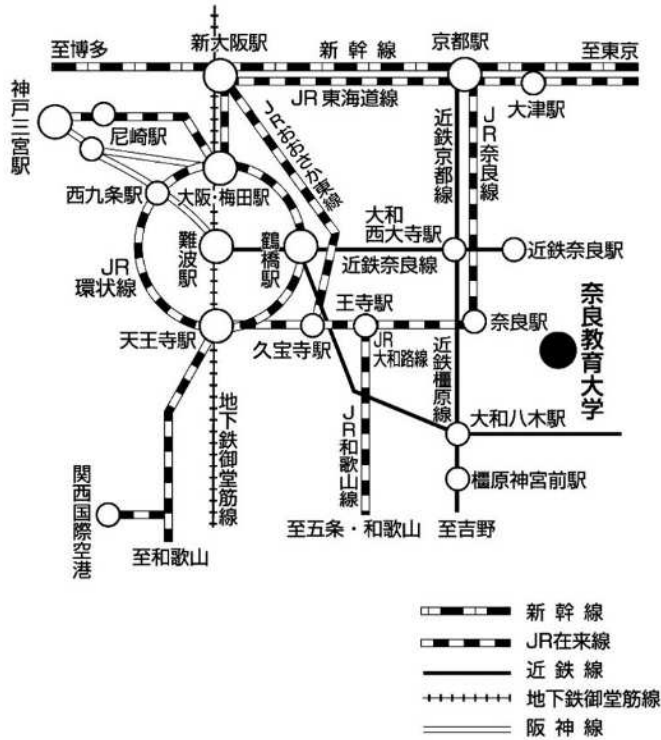 至博多
新大阪駅
新幹線
京都駅
至東京
JR東海道線
大津駅
神戸三宮駅
尼崎駅
JRおおさか東線
近鉄京都線
JR奈良線
西九条駅
大阪・梅田駅
大和
西大寺駅
難波駅
鶴橋駅
近鉄奈良線
近鉄奈良駅
JR
環状線
王寺駅
奈良駅
奈良教育大学
天王寺駅
久宝寺駅
JR
大和路線
近鉄橿原線
地下鉄御堂筋線
JR和歌山線
大和八木駅
橿原神宮前駅
関西国際空港
至和歌山
至五条・和歌山
至吉野
新幹線
JR在来線
近鉄線
地下鉄御堂筋線
阪神線